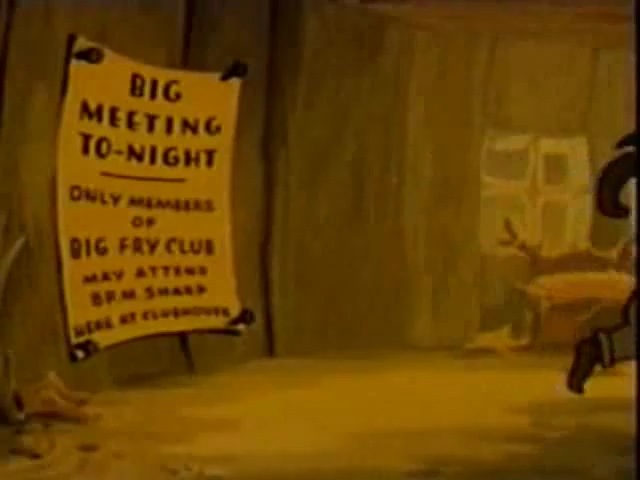 BIG
MEETING
TO-NIGHT
ONLY MEMBERS
OF
BIG FRY CLUB
MAY ATTEND
8 P.M. SHARP
HERE AT CLUBHOUSE